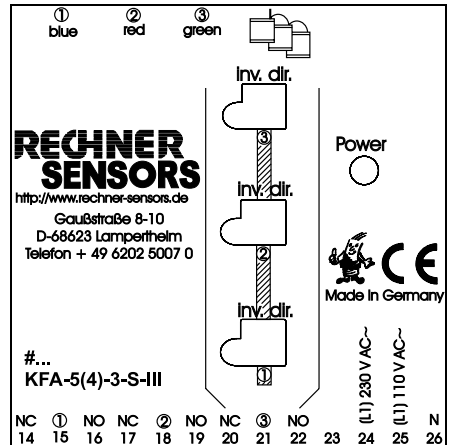 ① ② ③
blue red green
inv. dir.
③
RECHNER
SENSORS
http://www.rechner-sensors.de
Gaußstraße 8-10
D-68623 Lampertheim
Telefon + 49 6202 5007 0
Power
inv. dir.
②
CE
Made in Germany
inv. dir.
①
#...
KFA-5(4)-3-S-III
(L1) 230 V AC~
(L1) 110 V AC~
NC ① NO NC ② NO NC ③ NO N
14 15 16 17 18 19 20 21 22 23 24 25 26